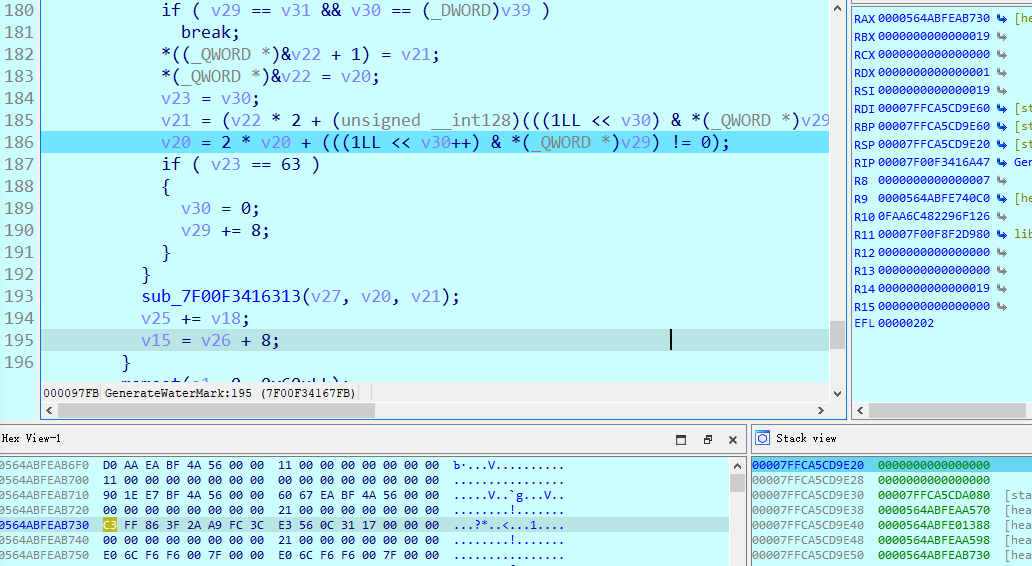 180 if ( v29 == v31 && v30 == (_DWORD)v39 )
181 break;
182 *((_QWORD *)&v22 + 1) = v21;
183 *(_QWORD *)&v22 = v20;
184 v23 = v30;
185 v21 = (v22 * 2 + (unsigned __int128)(((1LL << v30) & *(_QWORD *)v29
186 v20 = 2 * v20 + (((1LL << v30++) & *(_QWORD *)v29) != 0);
187 if ( v23 == 63 )
188 {
189 v30 = 0;
190 v29 += 8;
191 }
192 }
193 sub_7F00F3416313(v27, v20, v21);
194 v25 += v18;
195 v15 = v26 + 8;
196 }
000097FB GenerateWaterMark:195 (7F00F34167FB)
RAX 0000564ABFEAB730 [he
RBX 0000000000000019
RCX 0000000000000000
RDX 0000000000000001
RSI 0000000000000019
RDI 00007FFCA5CD9E60 [st
RBP 00007FFCA5CD9E60 [st
RSP 00007FFCA5CD9E20 [st
RIP 00007F00F3416A47 Ger
R8 0000000000000007
R9 0000564ABFE740C0 [he
R10 0FAA6C482296F126
R11 00007F00F8F2D980 lib
R12 0000000000000000
R13 0000000000000000
R14 0000000000000019
R15 0000000000000000
EFL 00000202
Hex View-1
0564ABFEAB6F0 D0 AA EA BF 4A 56 00 00 11 00 00 00 00 00 00 00 Ъ·...V..........
0564ABFEAB700 11 00 00 00 00 00 00 00 00 00 00 00 00 00 00 00 ................
0564ABFEAB710 90 1E E7 BF 4A 56 00 00 60 67 EA BF 4A 56 00 00 .....V..`g...V..
0564ABFEAB720 00 00 00 00 00 00 00 00 21 00 00 00 00 00 00 00 ........!.......
0564ABFEAB730 C3 FF 86 3F 2A A9 FC 3C E3 56 0C 31 17 00 00 00 ...?*..<...1....
0564ABFEAB740 00 00 00 00 00 00 00 00 21 00 00 00 00 00 00 00 ........!.......
0564ABFEAB750 E0 6C F6 F6 00 7F 00 00 E0 6C F6 F6 00 7F 00 00
Stack view
00007FFCA5CD9E20 0000000000000000
00007FFCA5CD9E28 0000000000000000
00007FFCA5CD9E30 00007FFCA5CDA080 [sta
00007FFCA5CD9E38 0000564ABFEAA570 [hea
00007FFCA5CD9E40 0000564ABFE01388 [hea
00007FFCA5CD9E48 0000564ABFEAA598 [hea
00007FFCA5CD9E50 0000564ABFEAB730 [hea